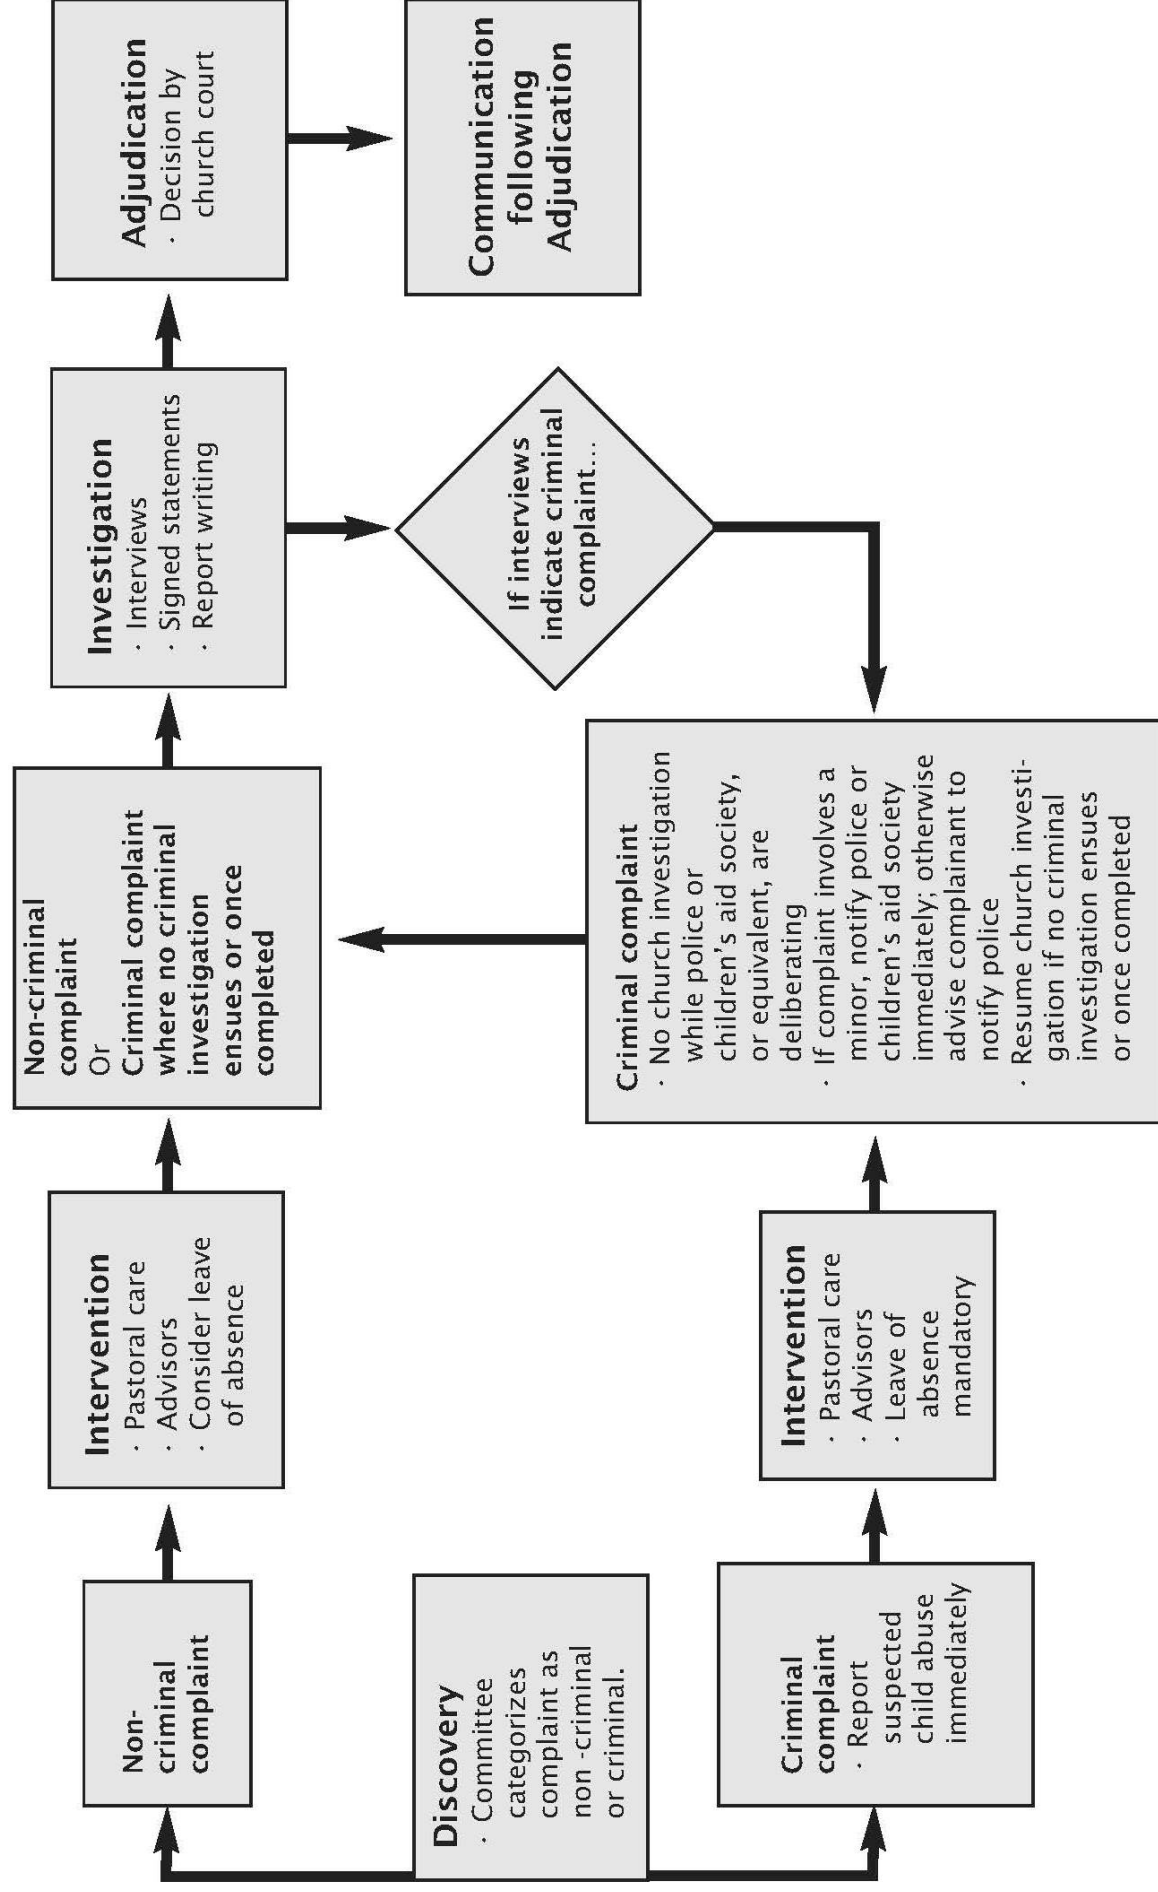 Discovery
· Committee
categorizes
complaint as
non -criminal
or criminal.
Non-
criminal
complaint
Intervention
· Pastoral care
· Advisors
· Consider leave
of absence
Non-criminal
complaint
Or
Criminal complaint
where no criminal
investigation
ensues or once
completed
Investigation
· Interviews
· Signed statements
· Report writing
Adjudication
· Decision by
church court
Communication
following
Adjudication
If interviews
indicate criminal
complaint...
Criminal
complaint
· Report
suspected
child abuse
immediately
Intervention
· Pastoral care
· Advisors
· Leave of
absence
mandatory
Criminal complaint
· No church investigation
while police or
children's aid society,
or equivalent, are
deliberating
· If complaint involves a
minor, notify police or
children's aid society
immediately; otherwise
advise complainant to
notify police
· Resume church investi-
gation if no criminal
investigation ensues
or once completed